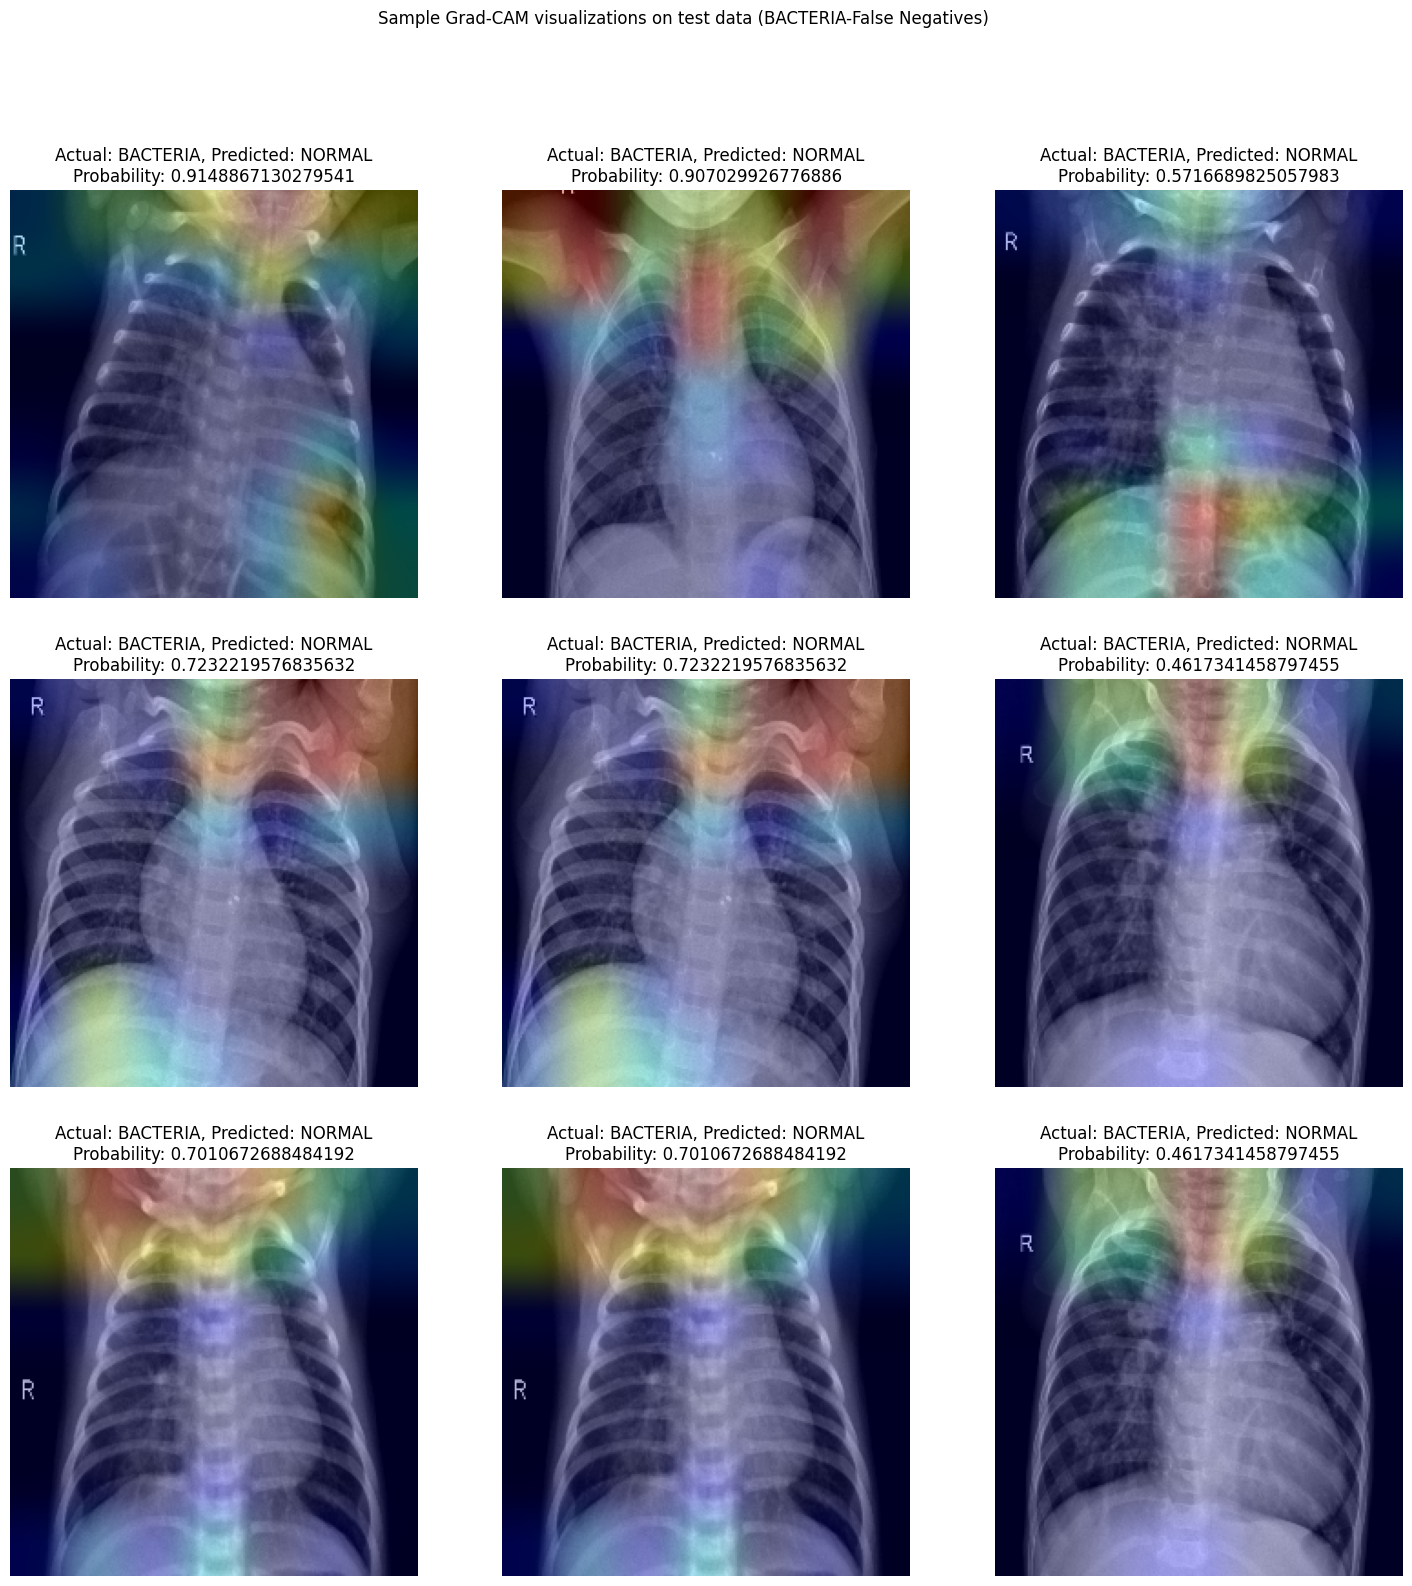 Sample Grad-CAM visualizations on test data (BACTERIA-False Negatives)
Actual: BACTERIA, Predicted: NORMAL
Probability: 0.9148867130279541
Actual: BACTERIA, Predicted: NORMAL
Probability: 0.907029926776886
Actual: BACTERIA, Predicted: NORMAL
Probability: 0.5716689825057983
R
R
Actual: BACTERIA, Predicted: NORMAL
Probability: 0.7232219576835632
Actual: BACTERIA, Predicted: NORMAL
Probability: 0.7232219576835632
Actual: BACTERIA, Predicted: NORMAL
Probability: 0.4617341458797455
R
R
R
Actual: BACTERIA, Predicted: NORMAL
Probability: 0.7010672688484192
Actual: BACTERIA, Predicted: NORMAL
Probability: 0.7010672688484192
Actual: BACTERIA, Predicted: NORMAL
Probability: 0.4617341458797455
R
R
R